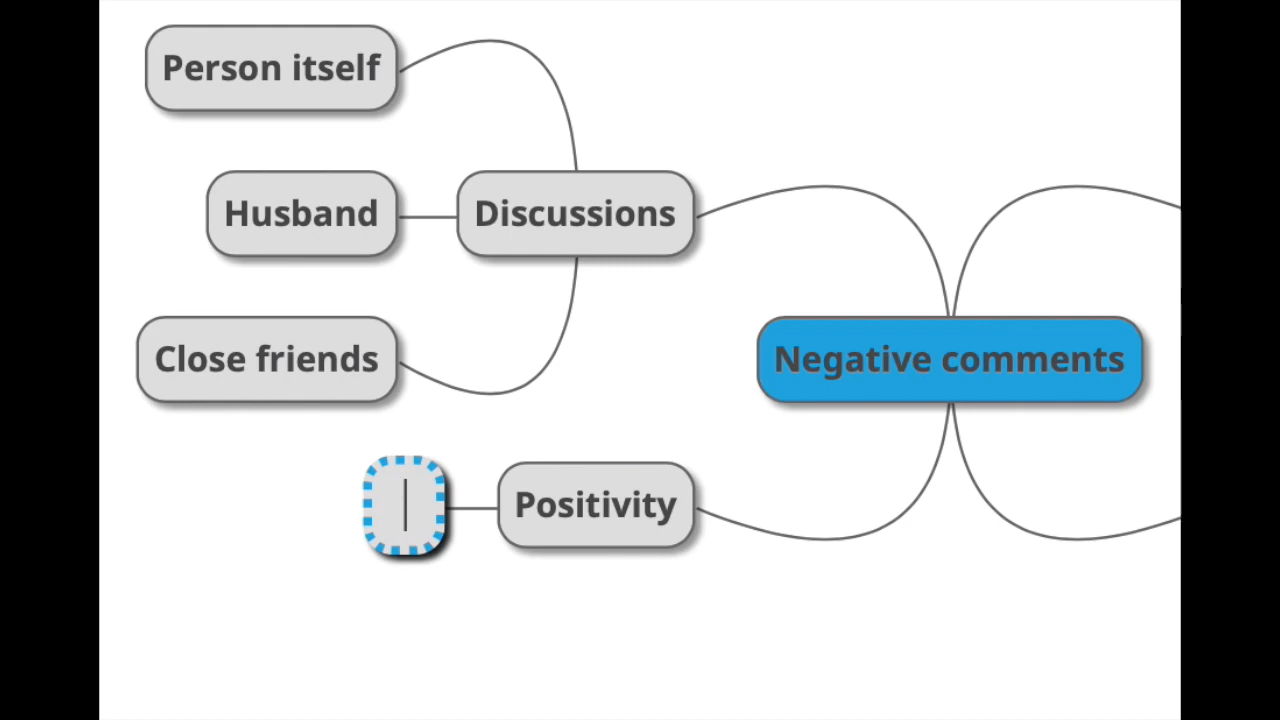 Person itself
Husband
Discussions
Close friends
Negative comments
Positivity